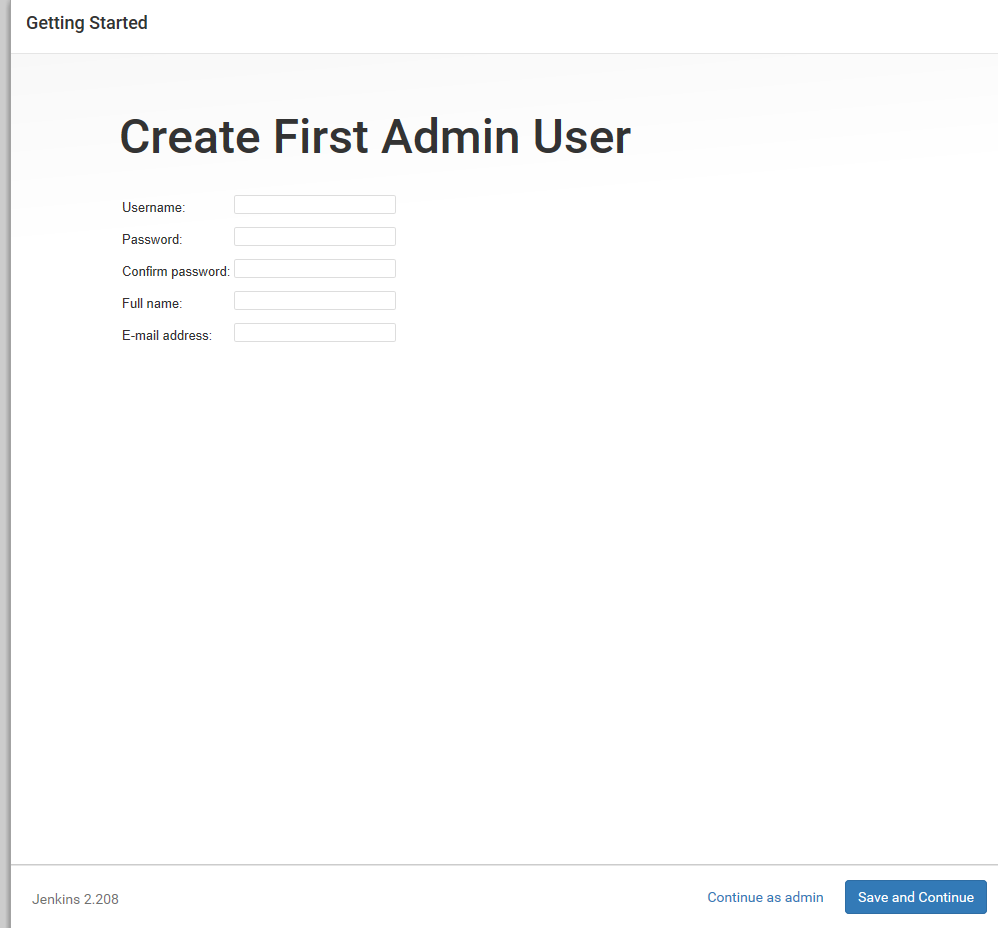 Getting Started
Create First Admin User
Username:
Password:
Confirm password:
Full name:
E-mail address:
Jenkins 2.208
Continue as admin
Save and Continue